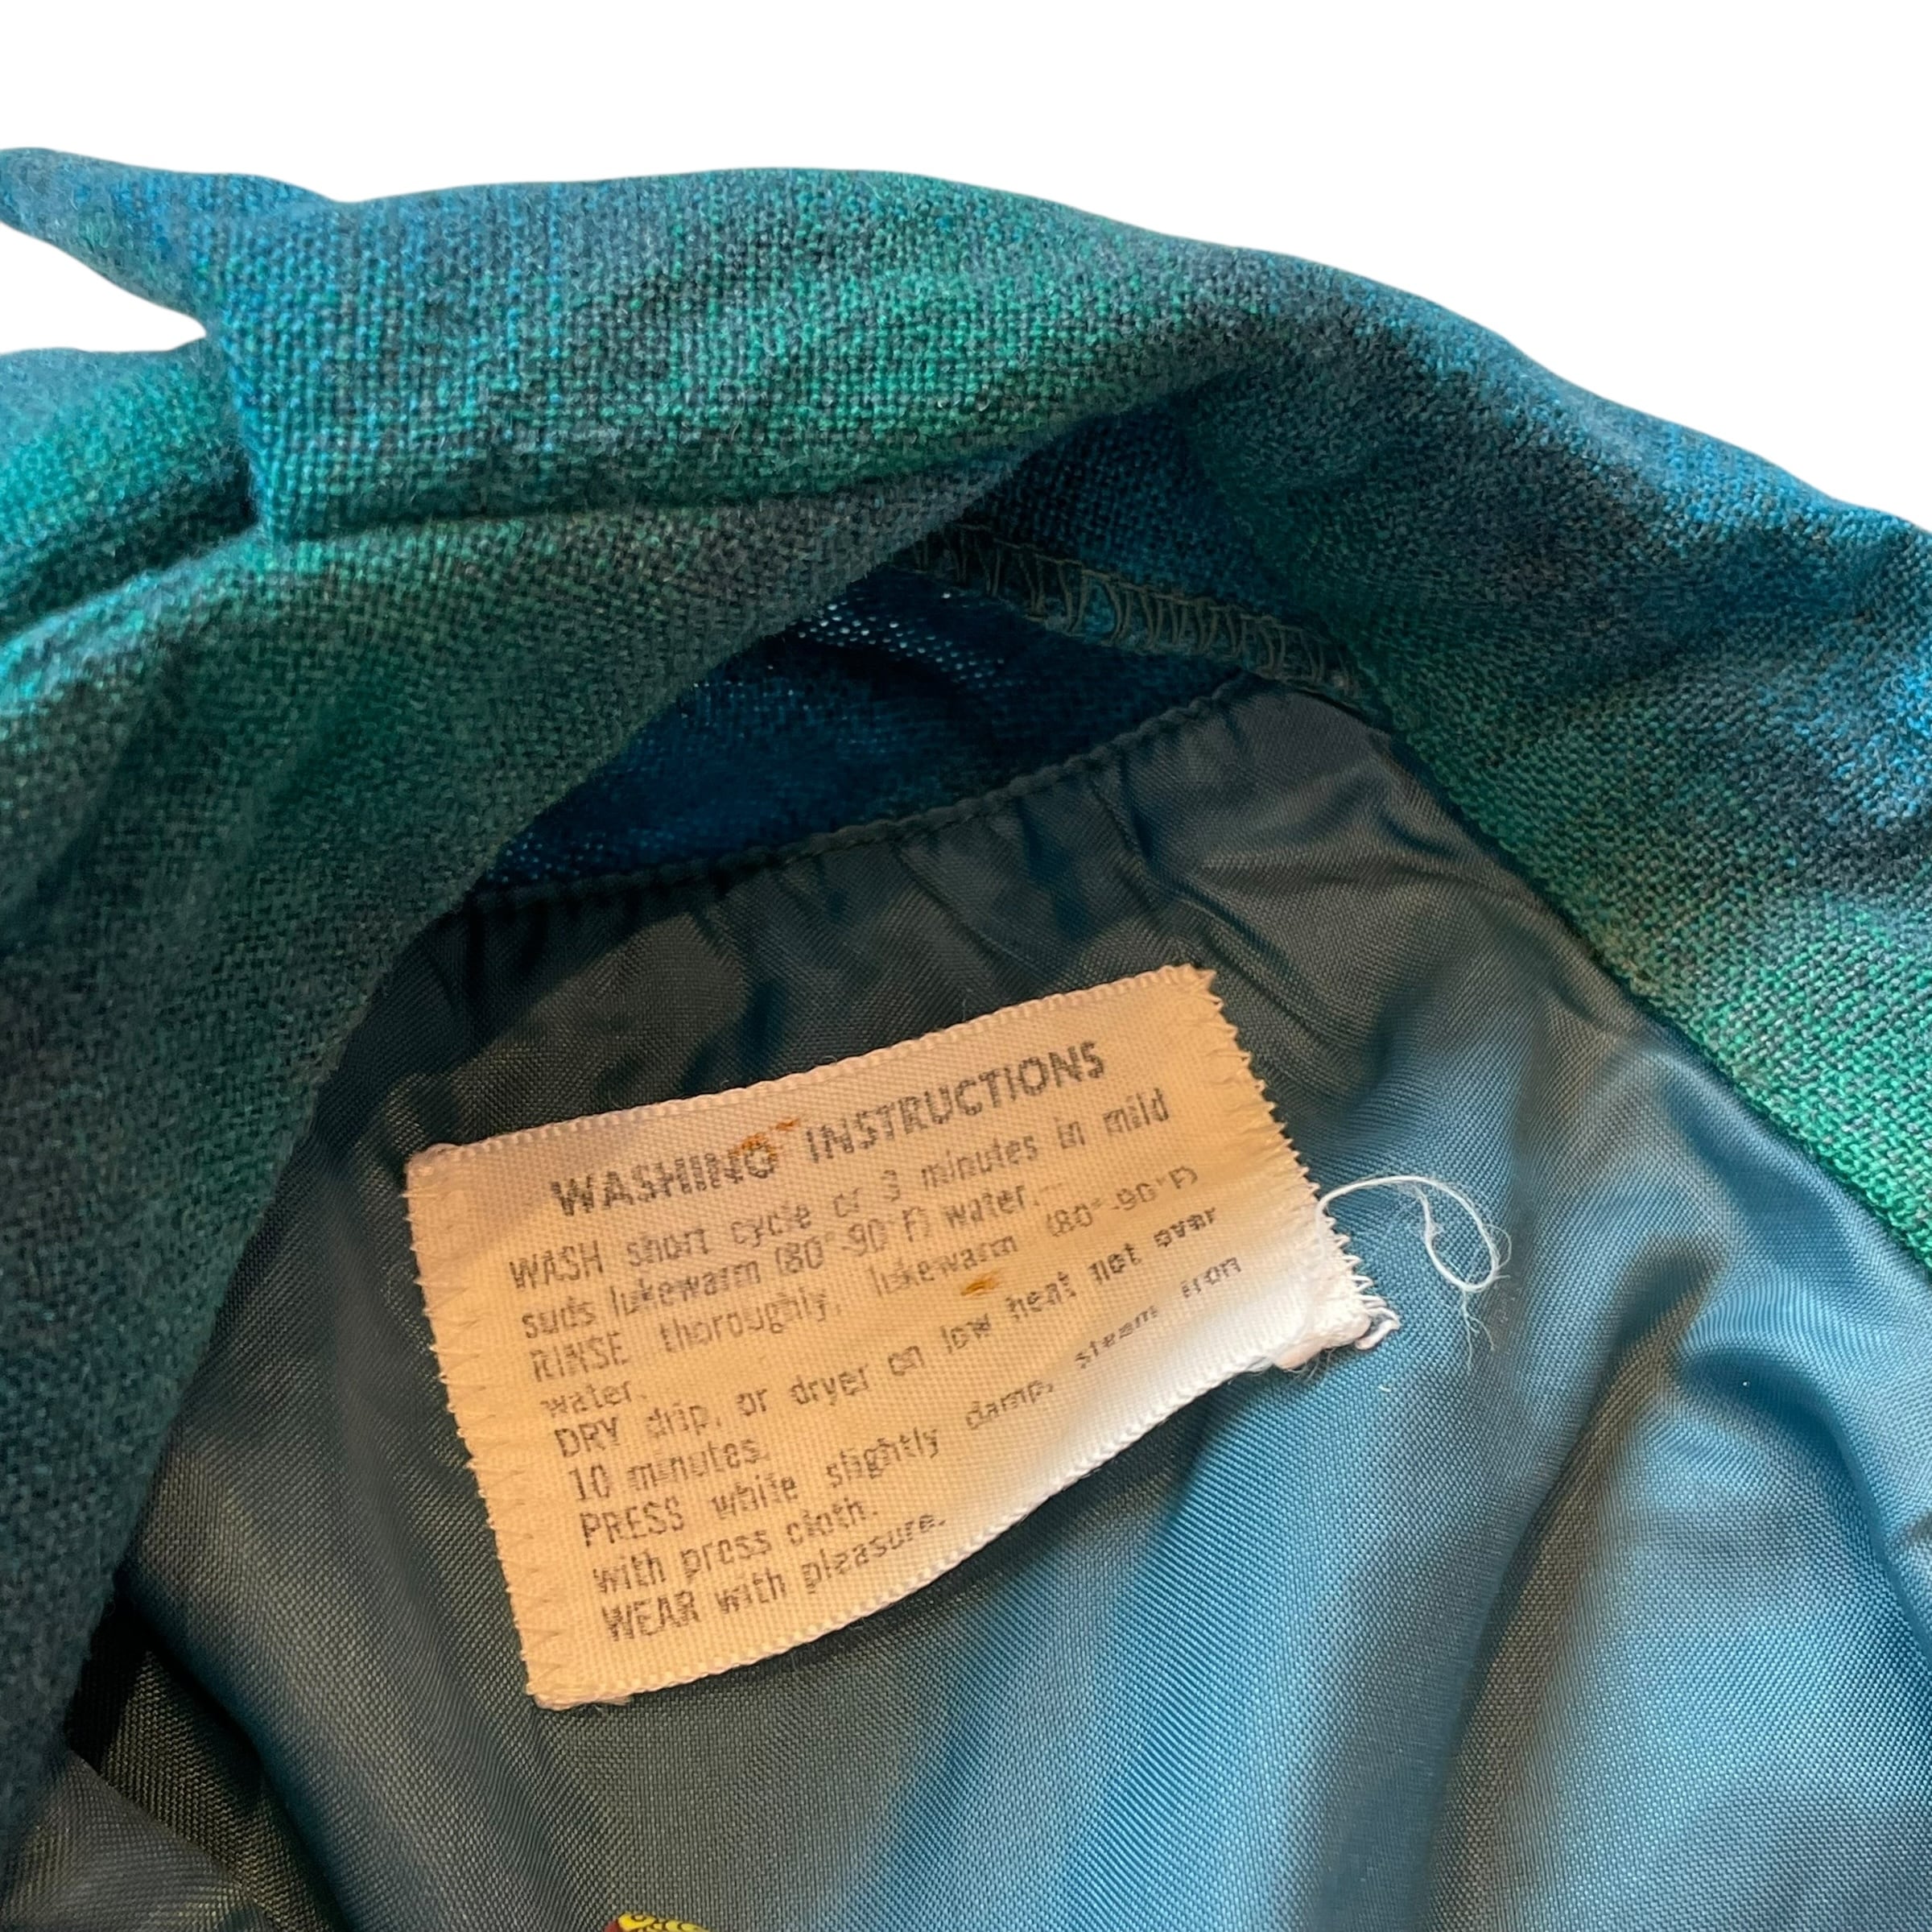 WASHING INSTRUCTIONS
WASH short cycle or 3 minutes in mild
suds lukewarm (80°-90°F) water.
RINSE thoroughly, lukewarm (80°-90°F)
water.
DRY drip, or dryer on low heat not over
10 minutes.
PRESS while slightly damp, steam iron
with press cloth.
WEAR with pleasure.